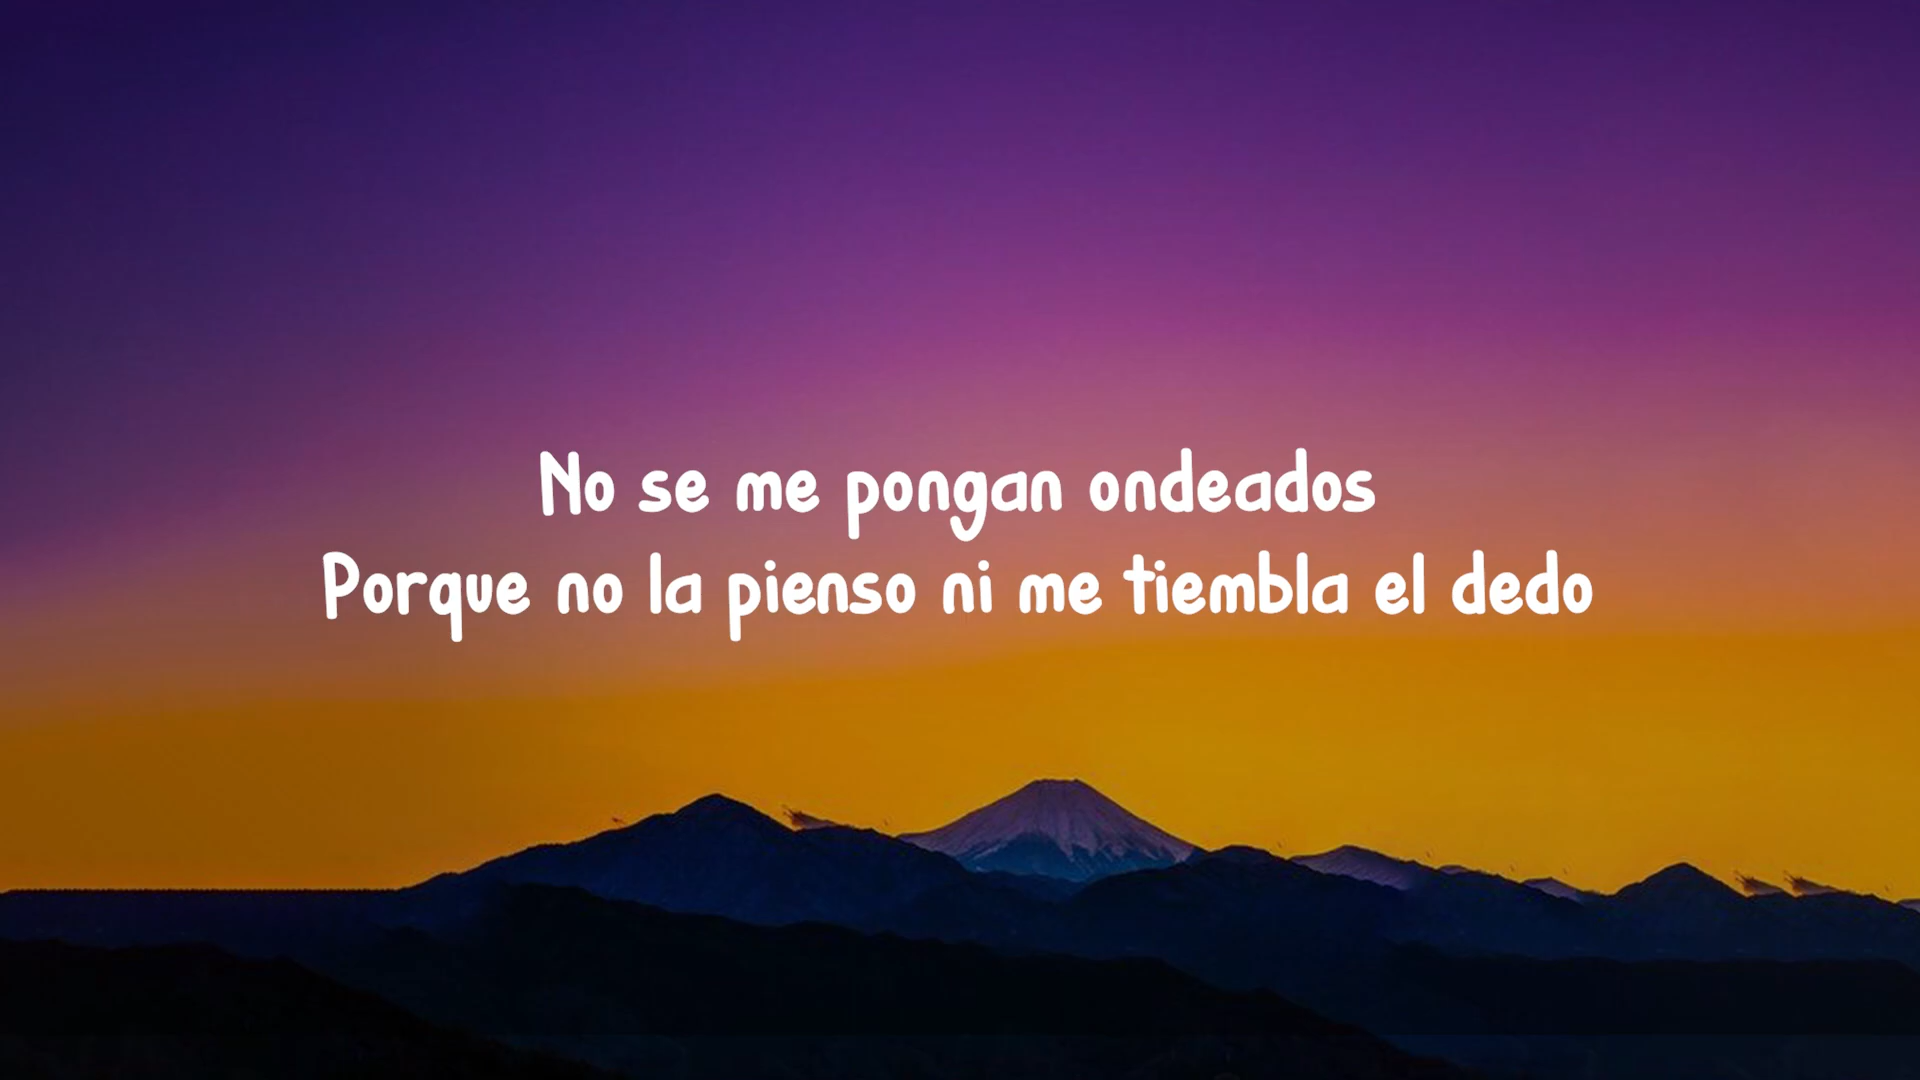 No se me pongan ondeados
Porque no la pienso ni me tiembla el dedo